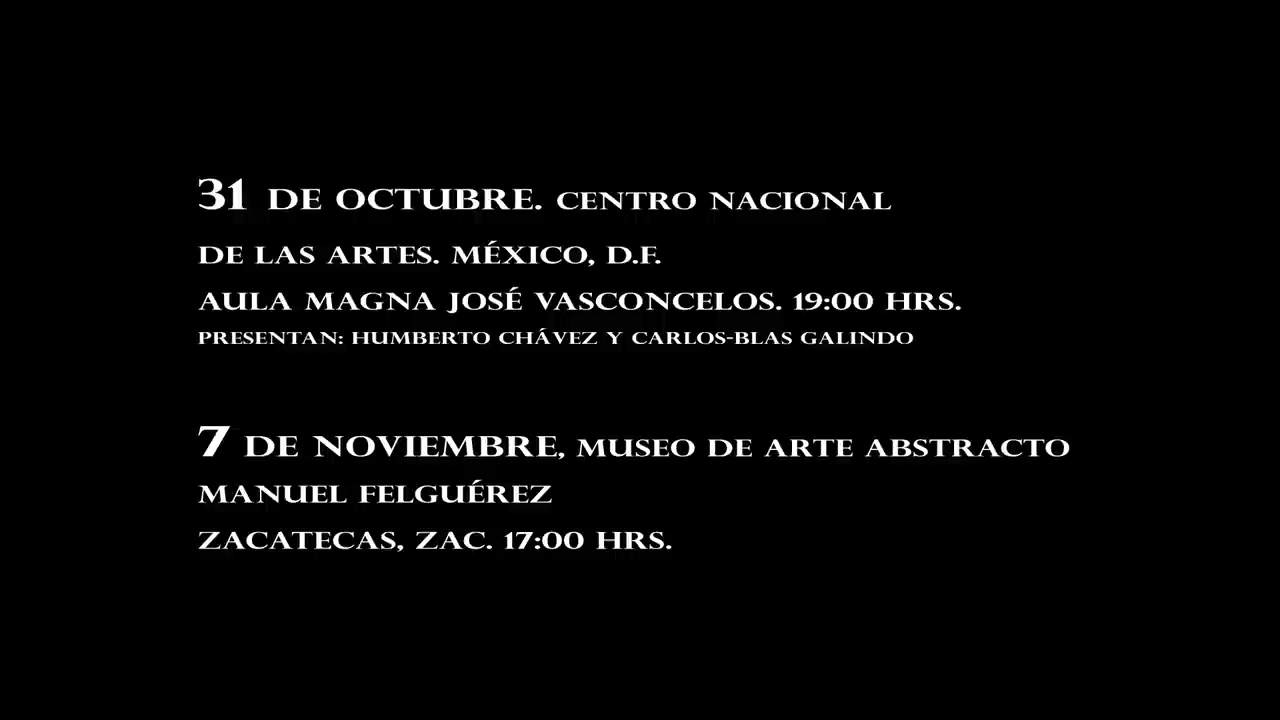 31 DE OCTUBRE. CENTRO NACIONAL
DE LAS ARTES. MÉXICO, D.F.
AULA MAGNA JOSÉ VASCONCELOS. 19:00 HRS.
PRESENTAN: HUMBERTO CHÁVEZ Y CARLOS-BLAS GALINDO
7 DE NOVIEMBRE, MUSEO DE ARTE ABSTRACTO
MANUEL FELGUÉREZ
ZACATECAS, ZAC. 17:00 HRS.